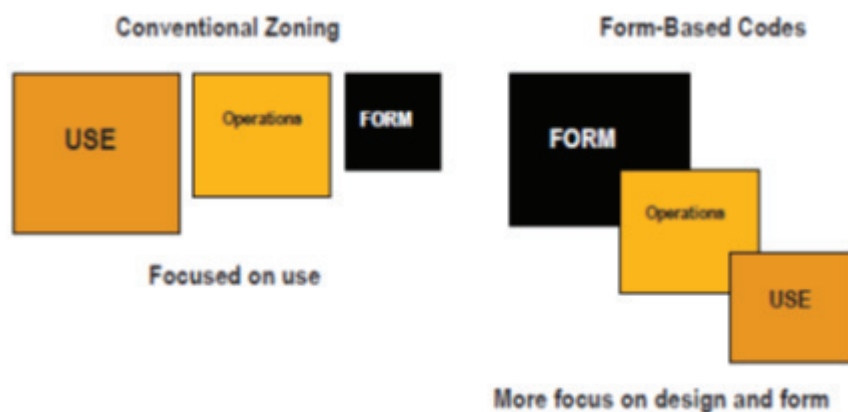 Conventional Zoning
USE
Operations
FORM
Focused on use
Form-Based Codes
FORM
Operations
USE
More focus on design and form